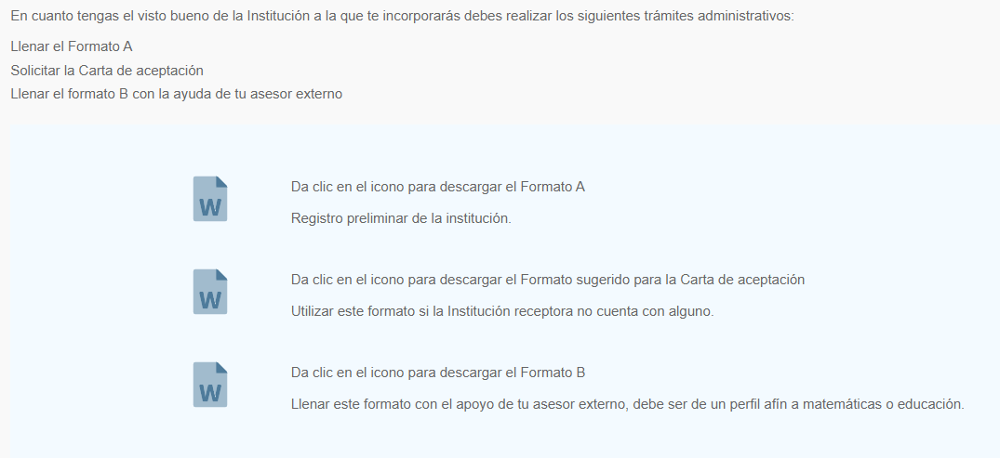 En cuanto tengas el visto bueno de la Institución a la que te incorporarás debes realizar los siguientes trámites administrativos:
Llenar el Formato A
Solicitar la Carta de aceptación
Llenar el formato B con la ayuda de tu asesor externo
W
Da clic en el icono para descargar el Formato A
Registro preliminar de la institución.
W
Da clic en el icono para descargar el Formato sugerido para la Carta de aceptación
Utilizar este formato si la Institución receptora no cuenta con alguno.
W
Da clic en el icono para descargar el Formato B
Llenar este formato con el apoyo de tu asesor externo, debe ser de un perfil afín a matemáticas o educación.